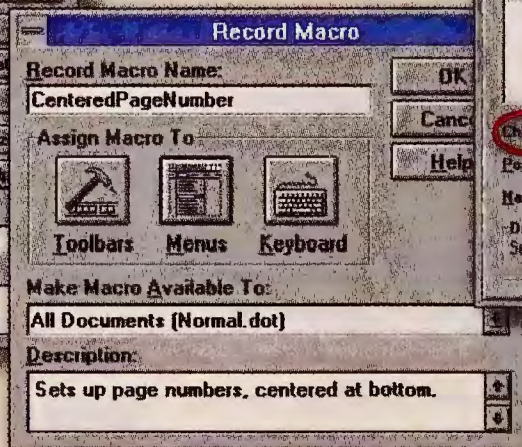 Record Macro
Record Macro Name:
CenteredPageNumber
OK
Help
Assign Macro To
Toolbars Menus Keyboard
Make Macro Available To:
All Documents (Normal.dot)
Description:
Sets up page numbers, centered at bottom.